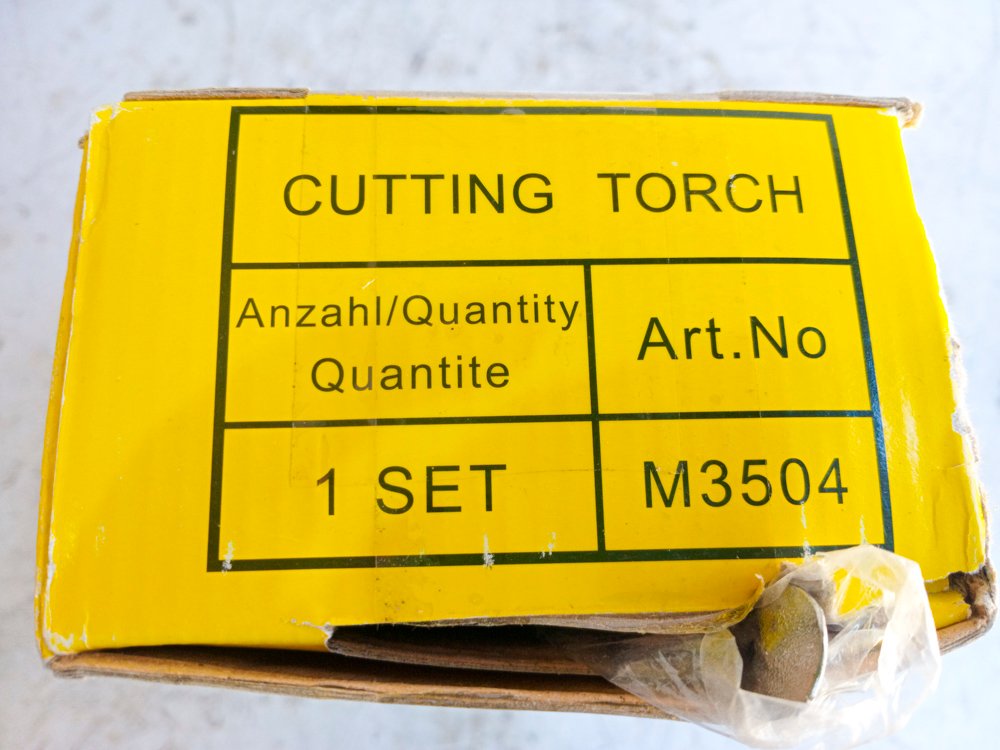 CUTTING TORCH
Anzahl/Quantity
Quantite
Art.No
1 SET
M3504